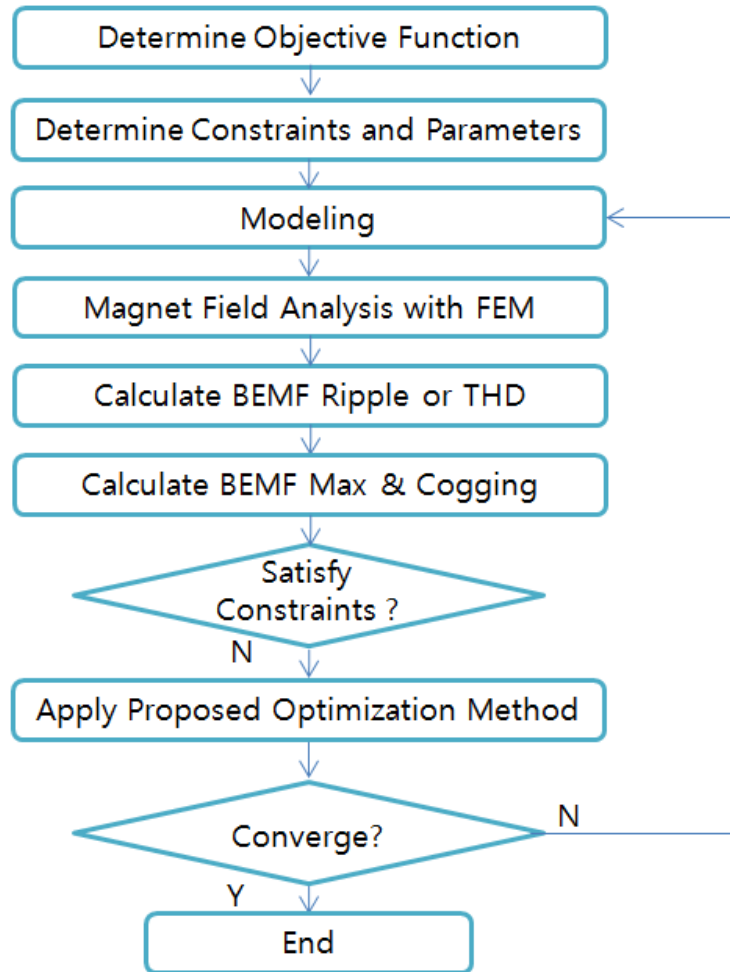 Determine Objective Function
Determine Constraints and Parameters
Modeling
Magnet Field Analysis with FEM
Calculate BEMF Ripple or THD
Calculate BEMF Max & Cogging
Satisfy
Constraints ?
N
Apply Proposed Optimization Method
Converge?
N
Y
End